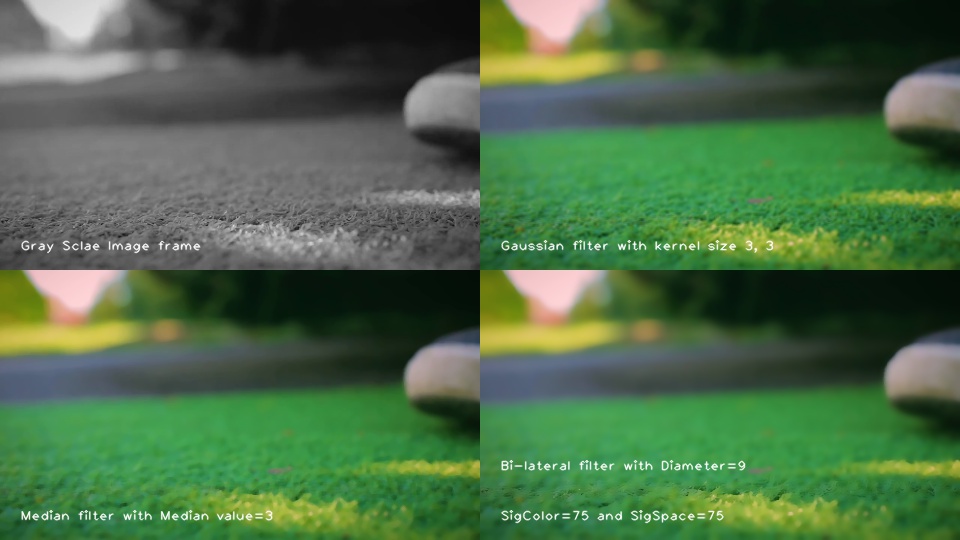 Gray Sclae Image frame
Gaussian filter with kernel size 3, 3
Median filter with Median value=3
Bi-lateral filter with Diameter=9
SigColor=75 and SigSpace=75